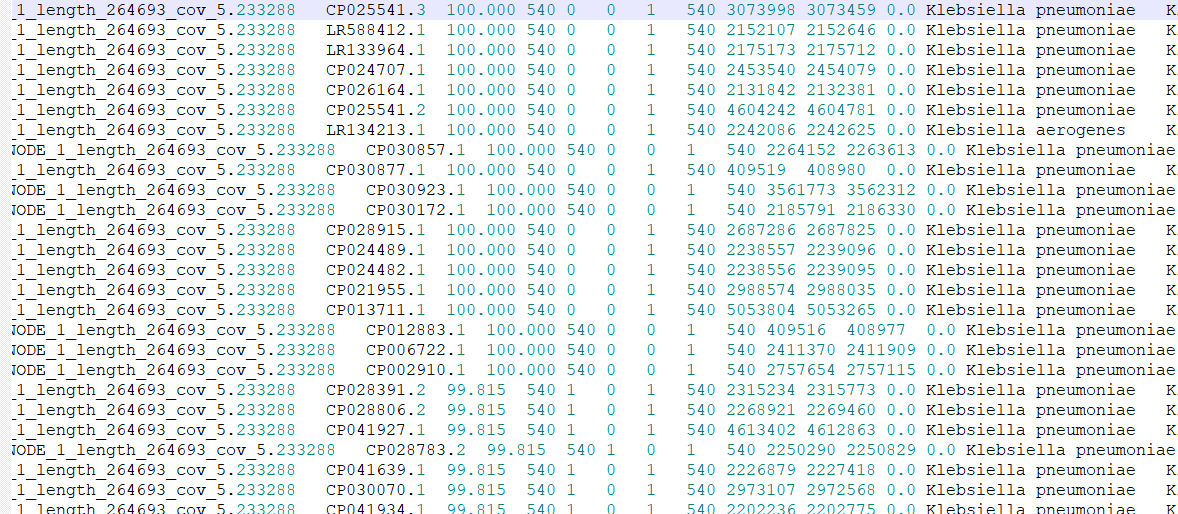 _1_length_264693_cov_5.233288 CP025541.3 100.000 540 0 0 1 540 3073998 3073459 0.0 Klebsiella pneumoniae K
_1_length_264693_cov_5.233288 LR588412.1 100.000 540 0 0 1 540 2152107 2152646 0.0 Klebsiella pneumoniae K
_1_length_264693_cov_5.233288 LR133964.1 100.000 540 0 0 1 540 2175173 2175712 0.0 Klebsiella pneumoniae K
_1_length_264693_cov_5.233288 CP024707.1 100.000 540 0 0 1 540 2453540 2454079 0.0 Klebsiella pneumoniae K
_1_length_264693_cov_5.233288 CP026164.1 100.000 540 0 0 1 540 2131842 2132381 0.0 Klebsiella pneumoniae K
_1_length_264693_cov_5.233288 CP025541.2 100.000 540 0 0 1 540 4604242 4604781 0.0 Klebsiella pneumoniae K
_1_length_264693_cov_5.233288 LR134213.1 100.000 540 0 0 1 540 2242086 2242625 0.0 Klebsiella aerogenes K
NODE_1_length_264693_cov_5.233288 CP030857.1 100.000 540 0 0 1 540 2264152 2263613 0.0 Klebsiella pneumoniae
_1_length_264693_cov_5.233288 CP030877.1 100.000 540 0 0 1 540 409519 408980 0.0 Klebsiella pneumoniae K
NODE_1_length_264693_cov_5.233288 CP030923.1 100.000 540 0 0 1 540 3561773 3562312 0.0 Klebsiella pneumoniae
NODE_1_length_264693_cov_5.233288 CP030172.1 100.000 540 0 0 1 540 2185791 2186330 0.0 Klebsiella pneumoniae
_1_length_264693_cov_5.233288 CP028915.1 100.000 540 0 0 1 540 2687286 2687825 0.0 Klebsiella pneumoniae K
_1_length_264693_cov_5.233288 CP024489.1 100.000 540 0 0 1 540 2238557 2239096 0.0 Klebsiella pneumoniae K
_1_length_264693_cov_5.233288 CP024482.1 100.000 540 0 0 1 540 2238556 2239095 0.0 Klebsiella pneumoniae K
_1_length_264693_cov_5.233288 CP021955.1 100.000 540 0 0 1 540 2988574 2988035 0.0 Klebsiella pneumoniae K
_1_length_264693_cov_5.233288 CP013711.1 100.000 540 0 0 1 540 5053804 5053265 0.0 Klebsiella pneumoniae K
NODE_1_length_264693_cov_5.233288 CP012883.1 100.000 540 0 0 1 540 409516 408977 0.0 Klebsiella pneumoniae
NODE_1_length_264693_cov_5.233288 CP006722.1 100.000 540 0 0 1 540 2411370 2411909 0.0 Klebsiella pneumoniae
NODE_1_length_264693_cov_5.233288 CP002910.1 100.000 540 0 0 1 540 2757654 2757115 0.0 Klebsiella pneumoniae
_1_length_264693_cov_5.233288 CP028391.2 99.815 540 1 0 1 540 2315234 2315773 0.0 Klebsiella pneumoniae K
_1_length_264693_cov_5.233288 CP028806.2 99.815 540 1 0 1 540 2268921 2269460 0.0 Klebsiella pneumoniae K
_1_length_264693_cov_5.233288 CP041927.1 99.815 540 1 0 1 540 4613402 4612863 0.0 Klebsiella pneumoniae K
NODE_1_length_264693_cov_5.233288 CP028783.2 99.815 540 1 0 1 540 2250290 2250829 0.0 Klebsiella pneumoniae
_1_length_264693_cov_5.233288 CP041639.1 99.815 540 1 0 1 540 2226879 2227418 0.0 Klebsiella pneumoniae K
_1_length_264693_cov_5.233288 CP030070.1 99.815 540 1 0 1 540 2973107 2972568 0.0 Klebsiella pneumoniae K
_1_length_264693_cov_5.233288 CP041934.1 99.815 540 1 0 1 540 2202236 2202775 0.0 Klebsiella pneumoniae K